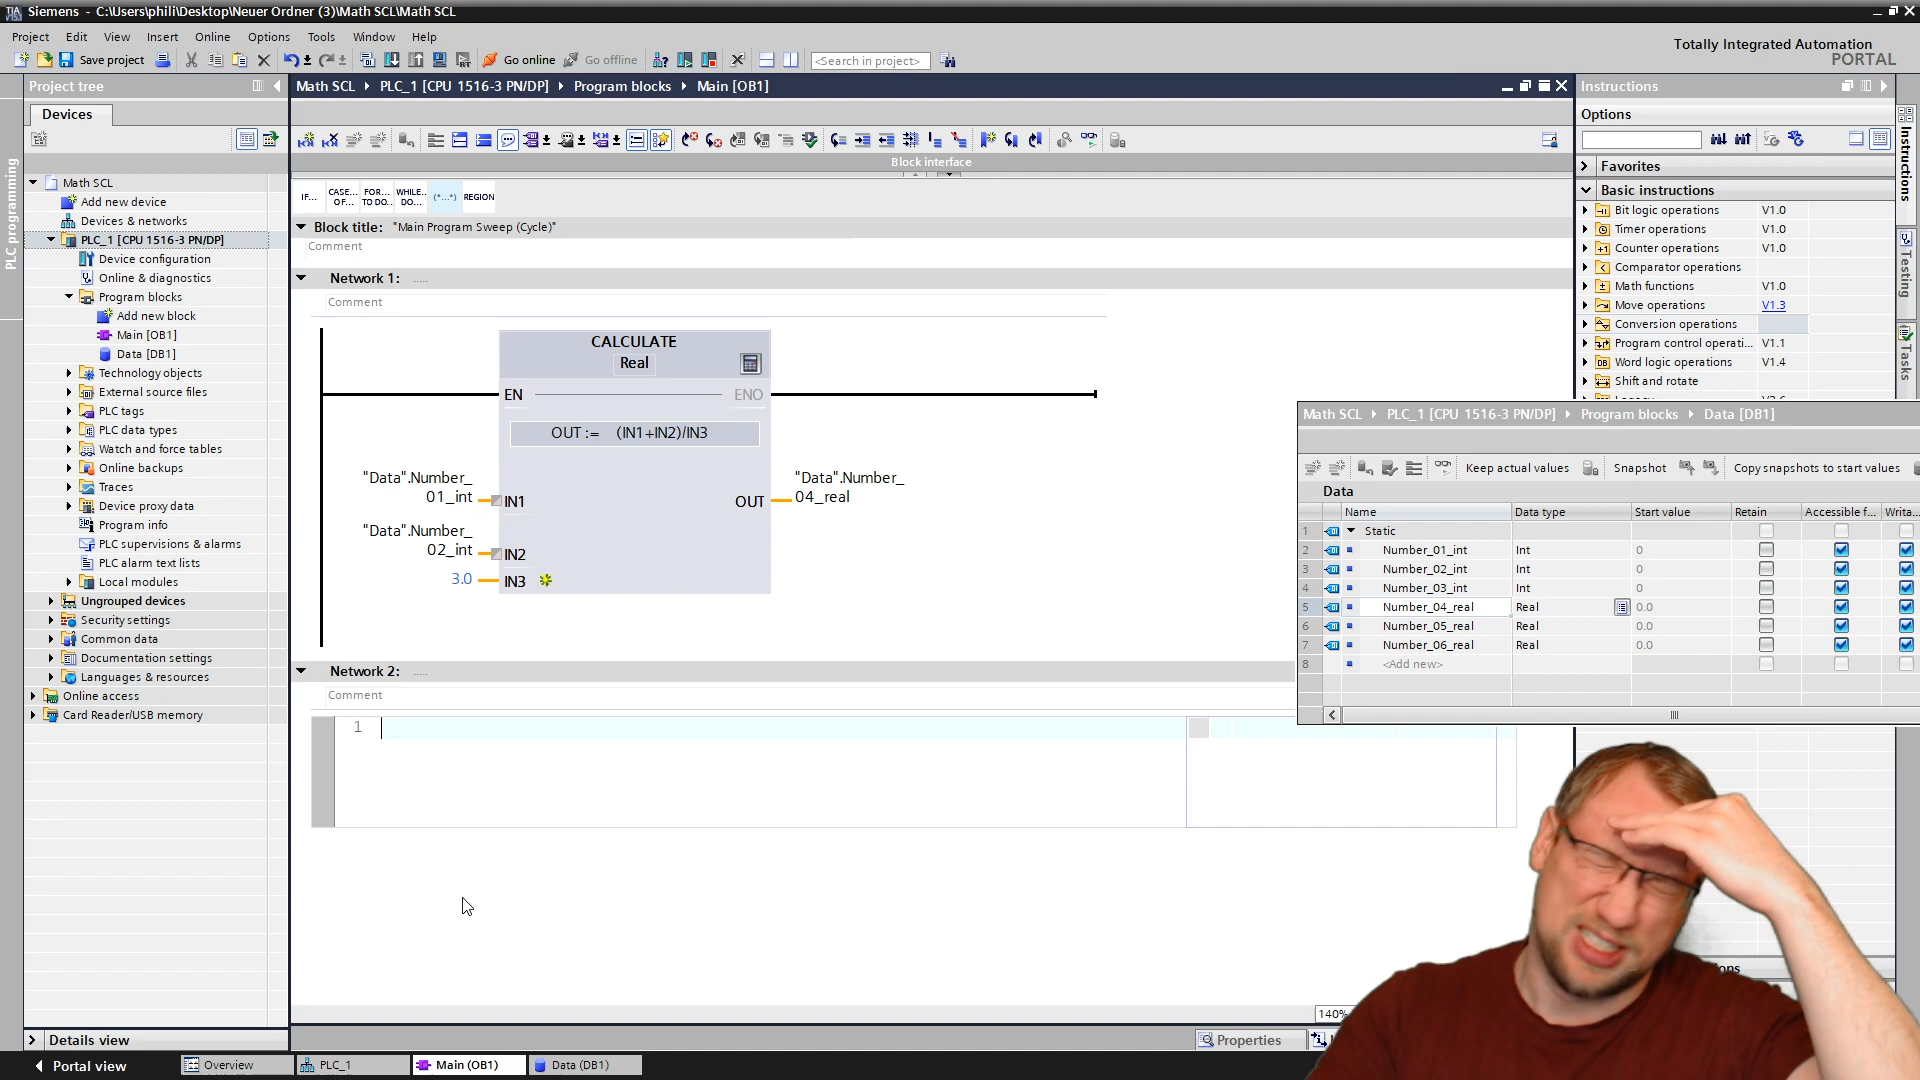 Siemens - C:\Users\phili\Desktop\Neuer Ordner (3)\Math SCL\Math SCL
Project Edit View Insert Online Options Tools Window Help
Totally Integrated Automation
PORTAL
Save project
Go online
Go offline
<Search in project>
Project tree
Math SCL PLC_1 [CPU 1516-3 PN/DP] Program blocks Main [OB1]
Instructions
Devices
Options
PLC programming
Block interface
IF...
CASE... OF...
FOR... TO DO...
WHILE.. DO...
(*...*)
REGION
Block title: "Main Program Sweep (Cycle)"
Comment
Network 1: .....
Comment
CALCULATE
Real
EN
ENO
OUT := (IN1+IN2)/IN3
"Data".Number_
01_int
IN1
"Data".Number_
02_int
IN2
3.0
IN3
OUT
"Data".Number_
04_real
Network 2: .....
Comment
1
Math SCL
Add new device
Devices & networks
PLC_1 [CPU 1516-3 PN/DP]
Device configuration
Online & diagnostics
Program blocks
Add new block
Main [OB1]
Data [DB1]
Technology objects
External source files
PLC tags
PLC data types
Watch and force tables
Online backups
Traces
Device proxy data
Program info
PLC supervisions & alarms
PLC alarm text lists
Local modules
Ungrouped devices
Security settings
Common data
Documentation settings
Languages & resources
Online access
Card Reader/USB memory
Details view
Favorites
Basic instructions
Bit logic operations V1.0
Timer operations V1.0
Counter operations V1.0
Comparator operations
Math functions V1.0
Move operations V1.3
Conversion operations
Program control operati... V1.1
Word logic operations V1.4
Shift and rotate
Instructions
Testing
Tasks
Math SCL PLC_1 [CPU 1516-3 PN/DP] Program blocks Data [DB1]
Keep actual values Snapshot Copy snapshots to start values
Data
Name Data type Start value Retain Accessible f... Writa...
1 Static
2 Number_01_int Int 0
3 Number_02_int Int 0
4 Number_03_int Int 0
5 Number_04_real Real 0.0
6 Number_05_real Real 0.0
7 Number_06_real Real 0.0
8 <Add new>
140%
Properties
Portal view
Overview
PLC_1
Main (OB1)
Data (DB1)